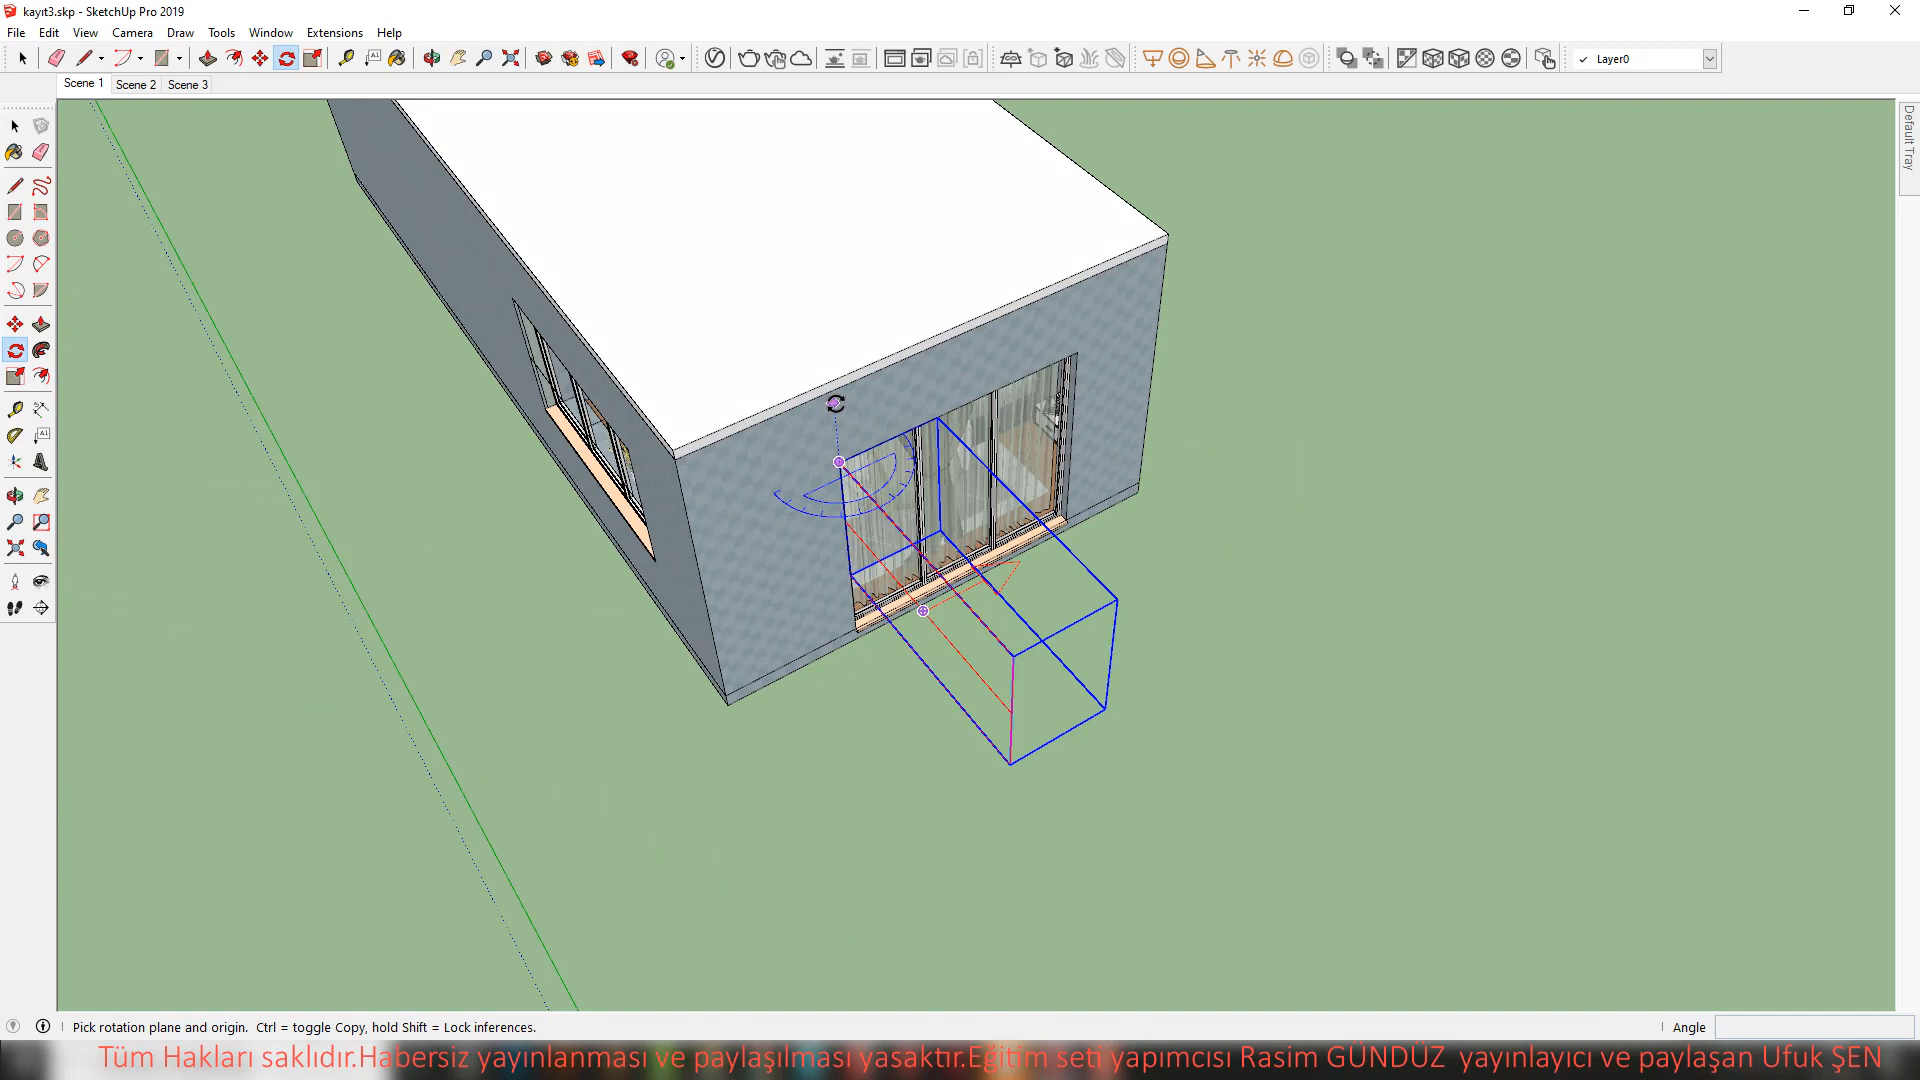 kayıt3.skp - SketchUp Pro 2019
File Edit View Camera Draw Tools Window Extensions Help
Layer0
Scene 1 Scene 2 Scene 3
Default Tray
Pick rotation plane and origin. Ctrl = toggle Copy, hold Shift = Lock inferences.
Angle
Tüm Hakları saklıdır.Habersiz yayınlanması ve paylaşılması yasaktır.Eğitim seti yapımcısı Rasim GÜNDÜZ yayınlayıcı ve paylaşan Ufuk ŞEN